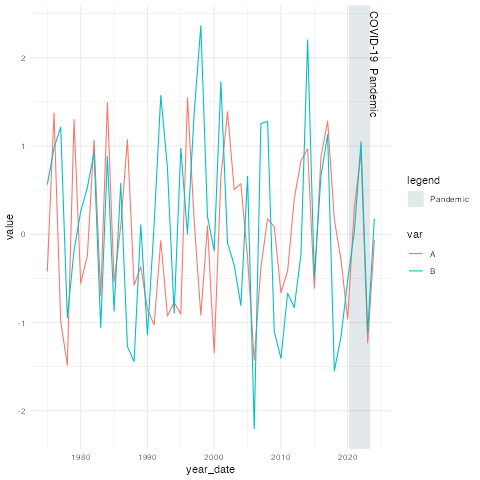 COVID-19 Pandemic
2
1
0
-1
-2
value
1980
1990
2000
2010
2020
year_date
legend
Pandemic
var
A
B